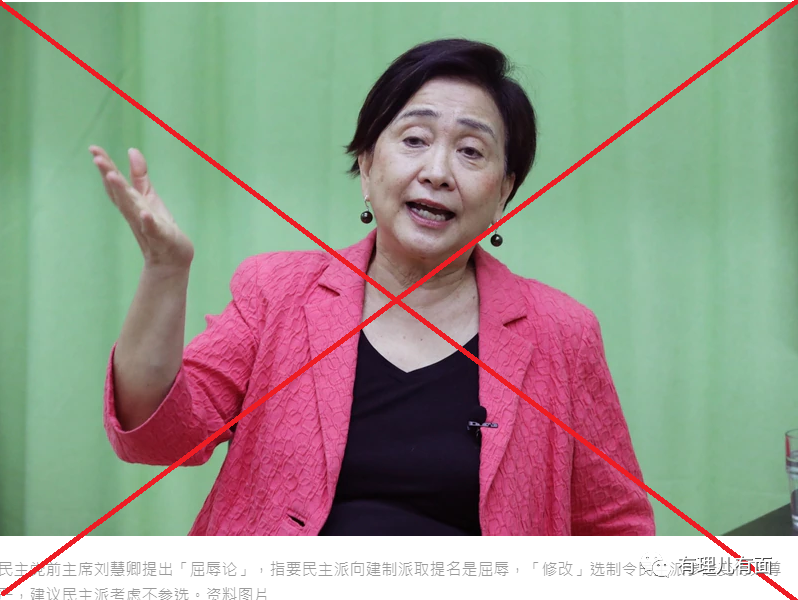 民主党前主席刘慧卿提出「屈辱论」，指要民主派向建制派取提名是屈辱，「修改」选制令民主派
，建议民主派考虑不参选。资料图片
有理儿有面